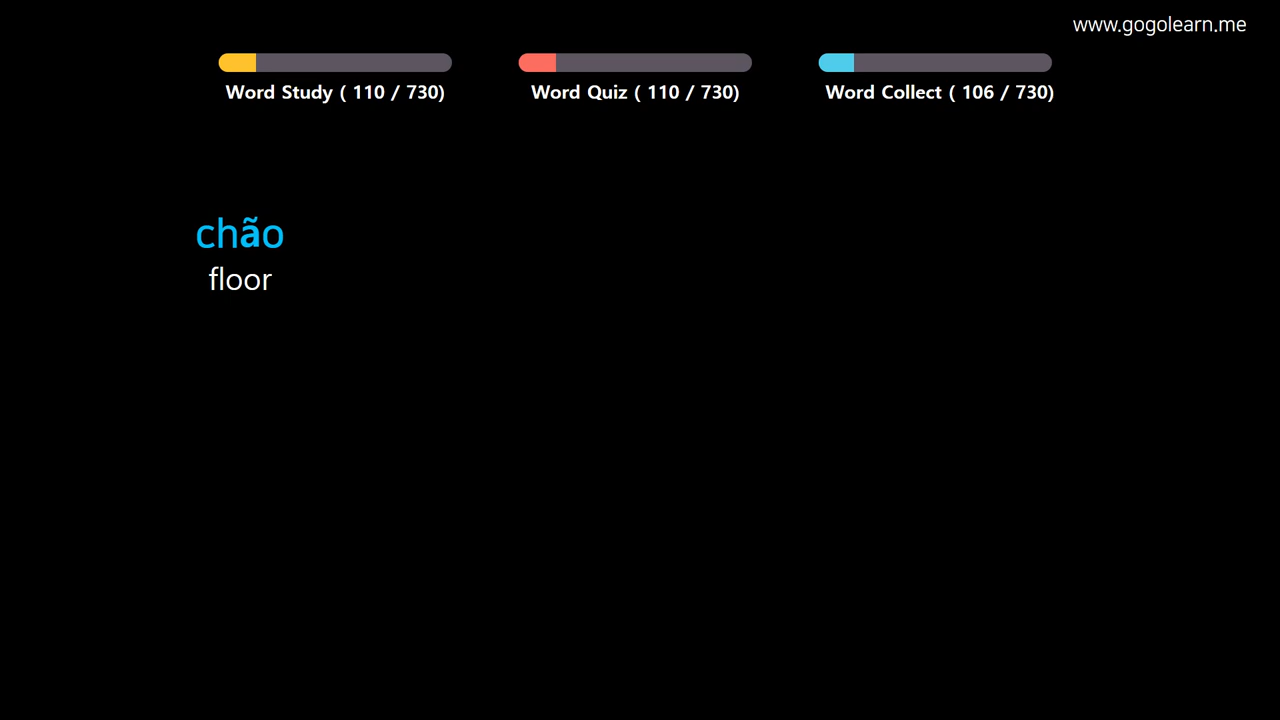 www.gogolearn.me
Word Study ( 110 / 730)
Word Quiz ( 110 / 730)
Word Collect ( 106 / 730)
chão
floor